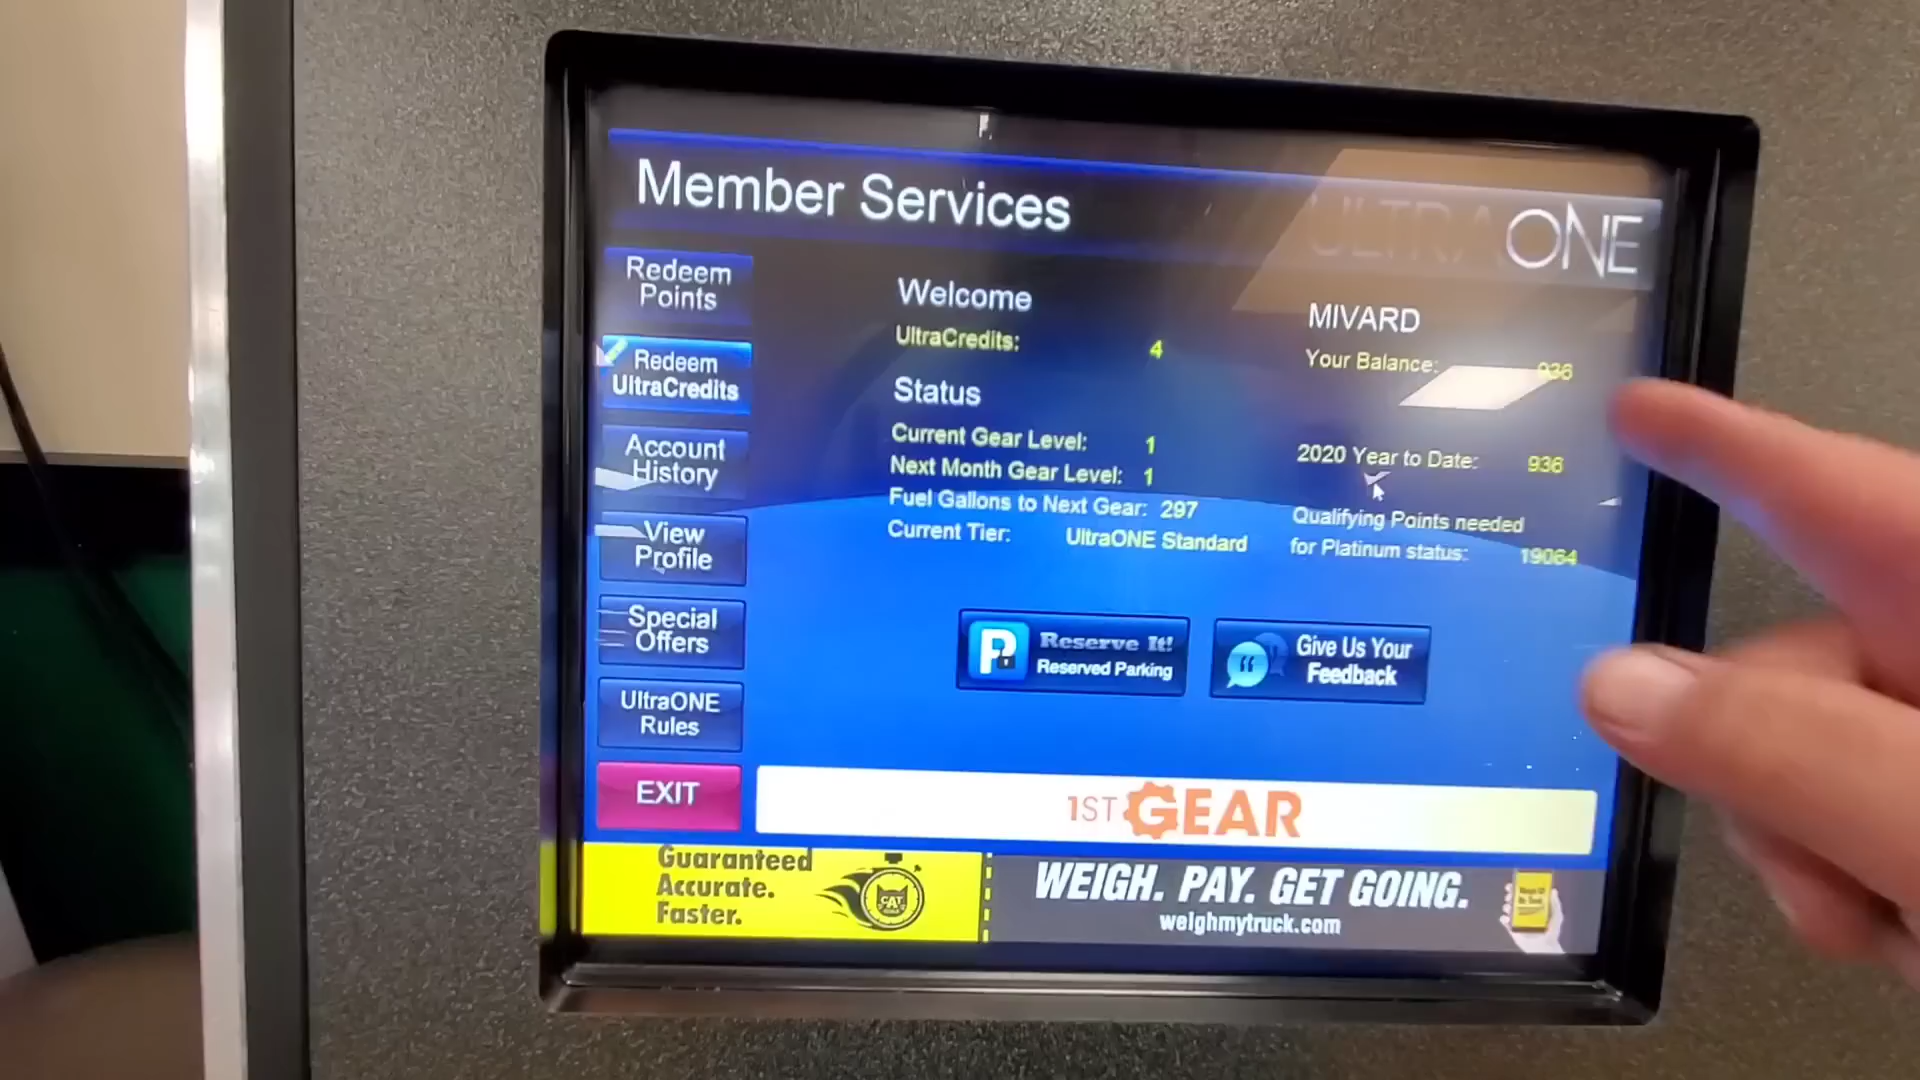 Member Services
ULTRAONE
Redeem
Points
Redeem
UltraCredits
Account
History
View
Profile
Special
Offers
UltraONE
Rules
EXIT
Welcome
MIVARD
UltraCredits: 4
Your Balance: 936
Status
Current Gear Level: 1
Next Month Gear Level: 1
Fuel Gallons to Next Gear: 297
Current Tier: UltraONE Standard
2020 Year to Date: 936
Qualifying Points needed
for Platinum status: 19064
Reserve It!
Reserved Parking
Give Us Your
Feedback
1ST GEAR
Guaranteed
Accurate.
Faster.
CAT
WEIGH. PAY. GET GOING.
weighmytruck.com